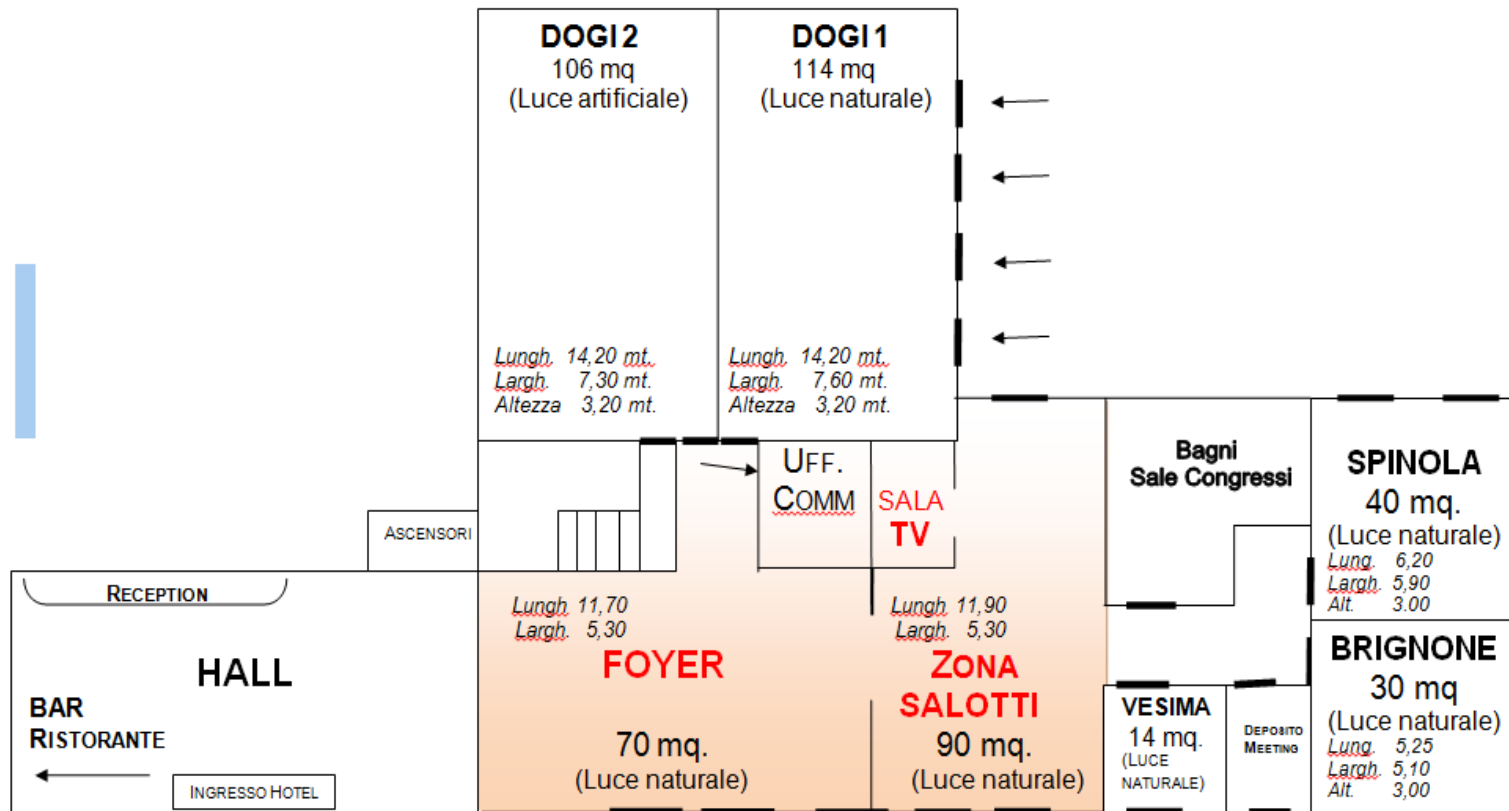 DOGI 2
106 mq
(Luce artificiale)
Lungh. 14,20 mt.
Largh. 7,30 mt.
Altezza 3,20 mt.
DOGI 1
114 mq
(Luce naturale)
Lungh. 14,20 mt.
Largh. 7,60 mt.
Altezza 3,20 mt.
UFF.
COMM
SALA
TV
Bagni
Sale Congressi
SPINOLA
40 mq.
(Luce naturale)
Lung. 6,20
Largh. 5,90
Alt. 3.00
ASCENSORI
RECEPTION
HALL
BAR
RISTORANTE
INGRESSO HOTEL
Lungh 11,70
Largh. 5,30
FOYER
70 mq.
(Luce naturale)
Lungh 11,90
Largh. 5,30
ZONA
SALOTTI
90 mq.
(Luce naturale)
VESIMA
14 mq.
(LUCE
NATURALE)
DEPOSITO
MEETING
BRIGNONE
30 mq
(Luce naturale)
Lung. 5,25
Largh. 5,10
Alt. 3,00